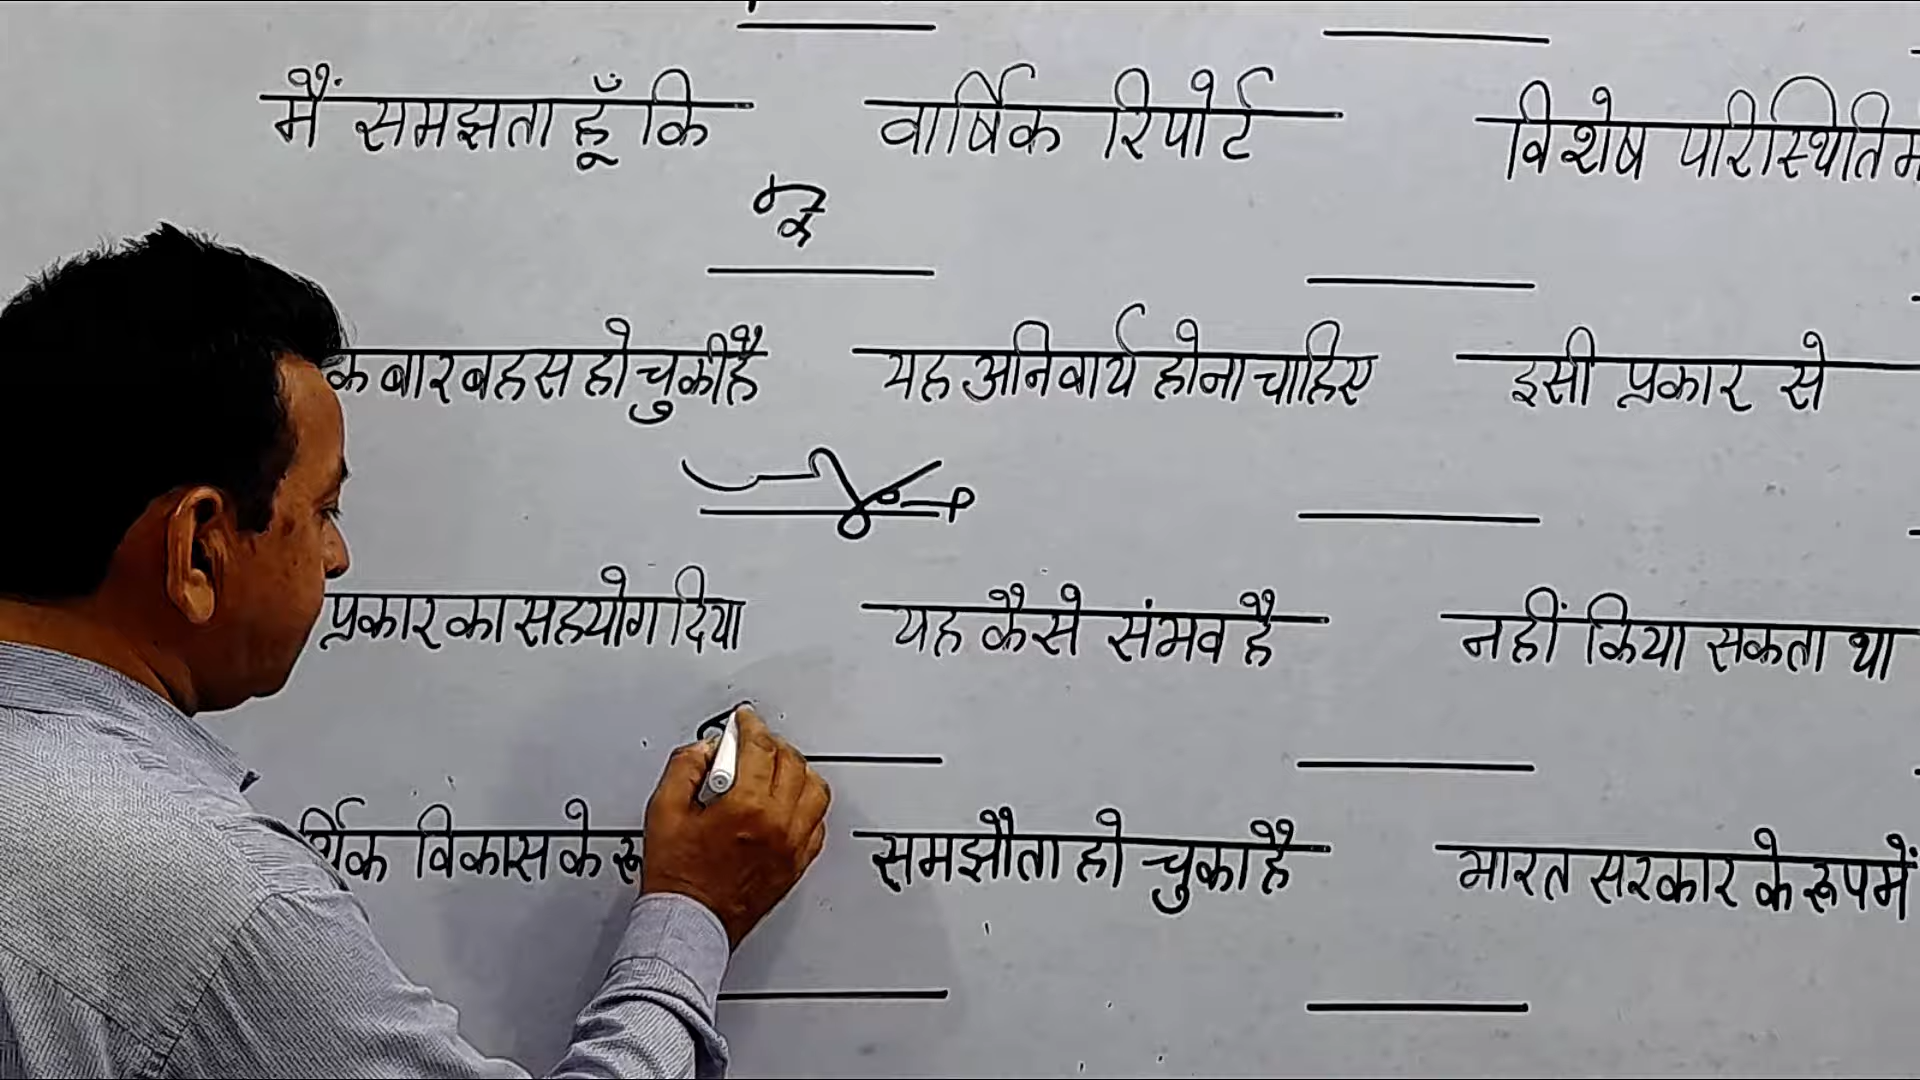 मैं समझता हूँ कि वार्षिक रिपोर्ट विशेष परिस्थिति में
बार बहस हो चुकी है यह अनिवार्य होना चाहिए इसी प्रकार से
प्रकार का सहयोग दिया यह कैसे संभव है नहीं किया सकता था
विकास के समझौता हो चुका है भारत सरकार के रूप में